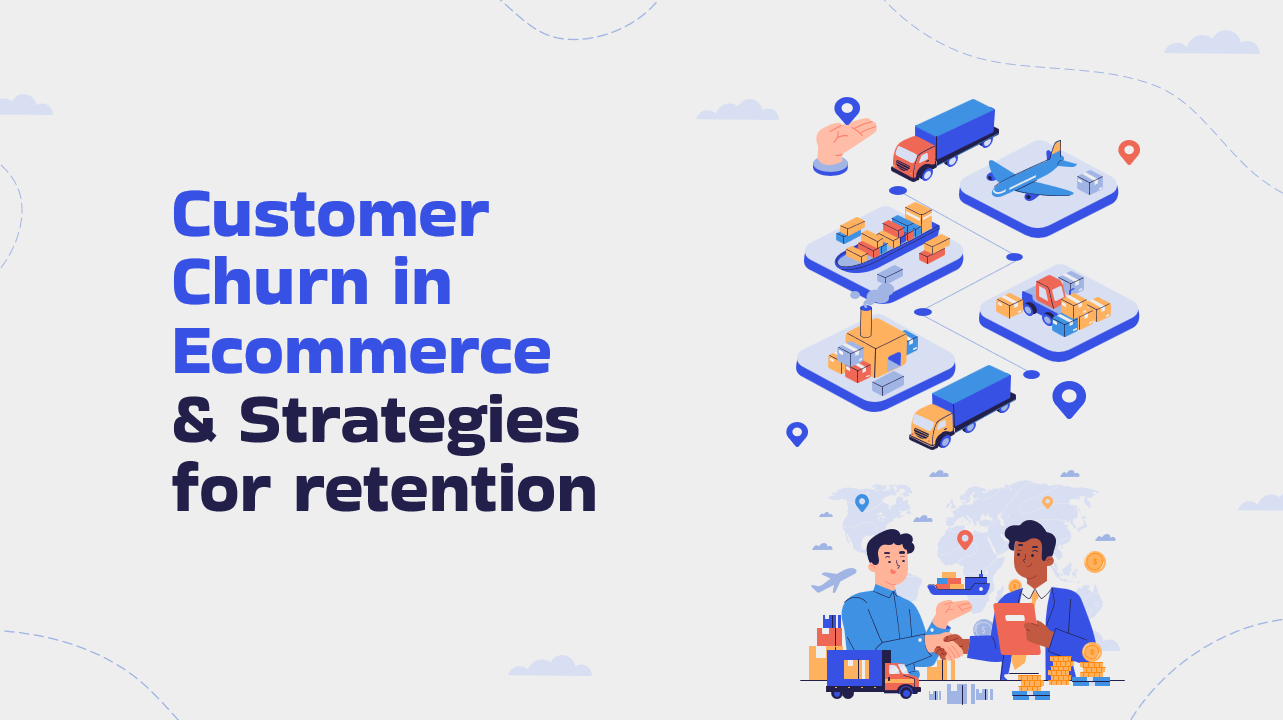 Customer
Churn in
Ecommerce
& Strategies
for retention